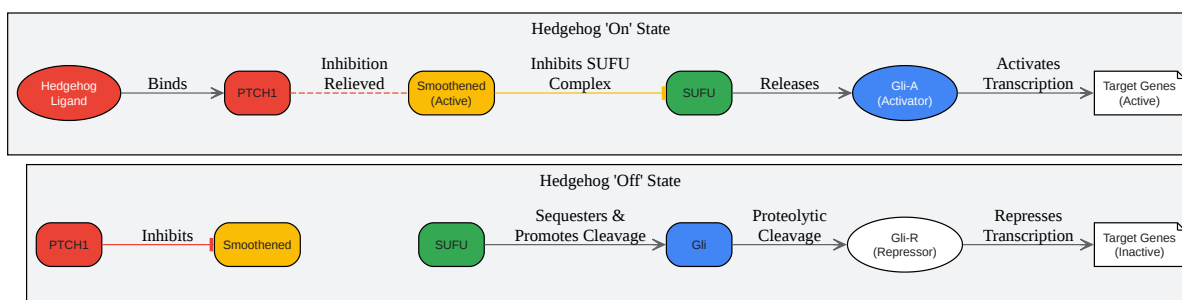 Hedgehog 'On' State
Hedgehog
Ligand
Binds
PTCH1
Inhibition
Relieved
Smoothened
(Active)
Inhibits SUFU
Complex
SUFU
Releases
Gli-A
(Activator)
Activates
Transcription
Target Genes
(Active)
Hedgehog 'Off' State
PTCH1
Inhibits
Smoothened
SUFU
Sequesters &
Promotes Cleavage
Gli
Proteolytic
Cleavage
Gli-R
(Repressor)
Represses
Transcription
Target Genes
(Inactive)